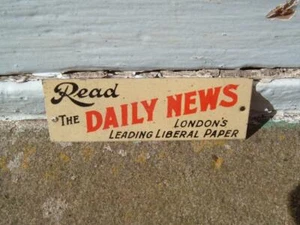 Read
"THE DAILY NEWS
LONDON'S
LEADING LIBERAL PAPER